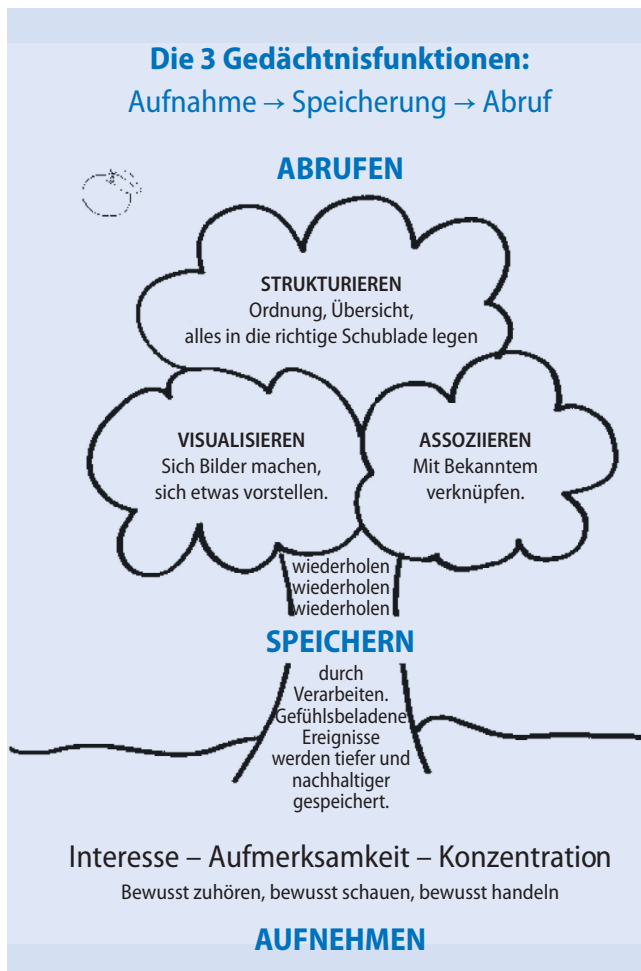 Die 3 Gedächtnisfunktionen:
Aufnahme → Speicherung → Abruf
ABRUFEN
STRUKTURIEREN
Ordnung, Übersicht,
alles in die richtige Schublade legen
VISUALISIEREN
Sich Bilder machen,
sich etwas vorstellen.
ASSOZIIEREN
Mit Bekanntem
verknüpfen.
wiederholen
wiederholen
wiederholen
SPEICHERN
durch
Verarbeiten.
Gefühlsbeladene
Ereignisse
werden tiefer und
nachhaltiger
gespeichert.
Interesse – Aufmerksamkeit – Konzentration
Bewusst zuhören, bewusst schauen, bewusst handeln
AUFNEHMEN